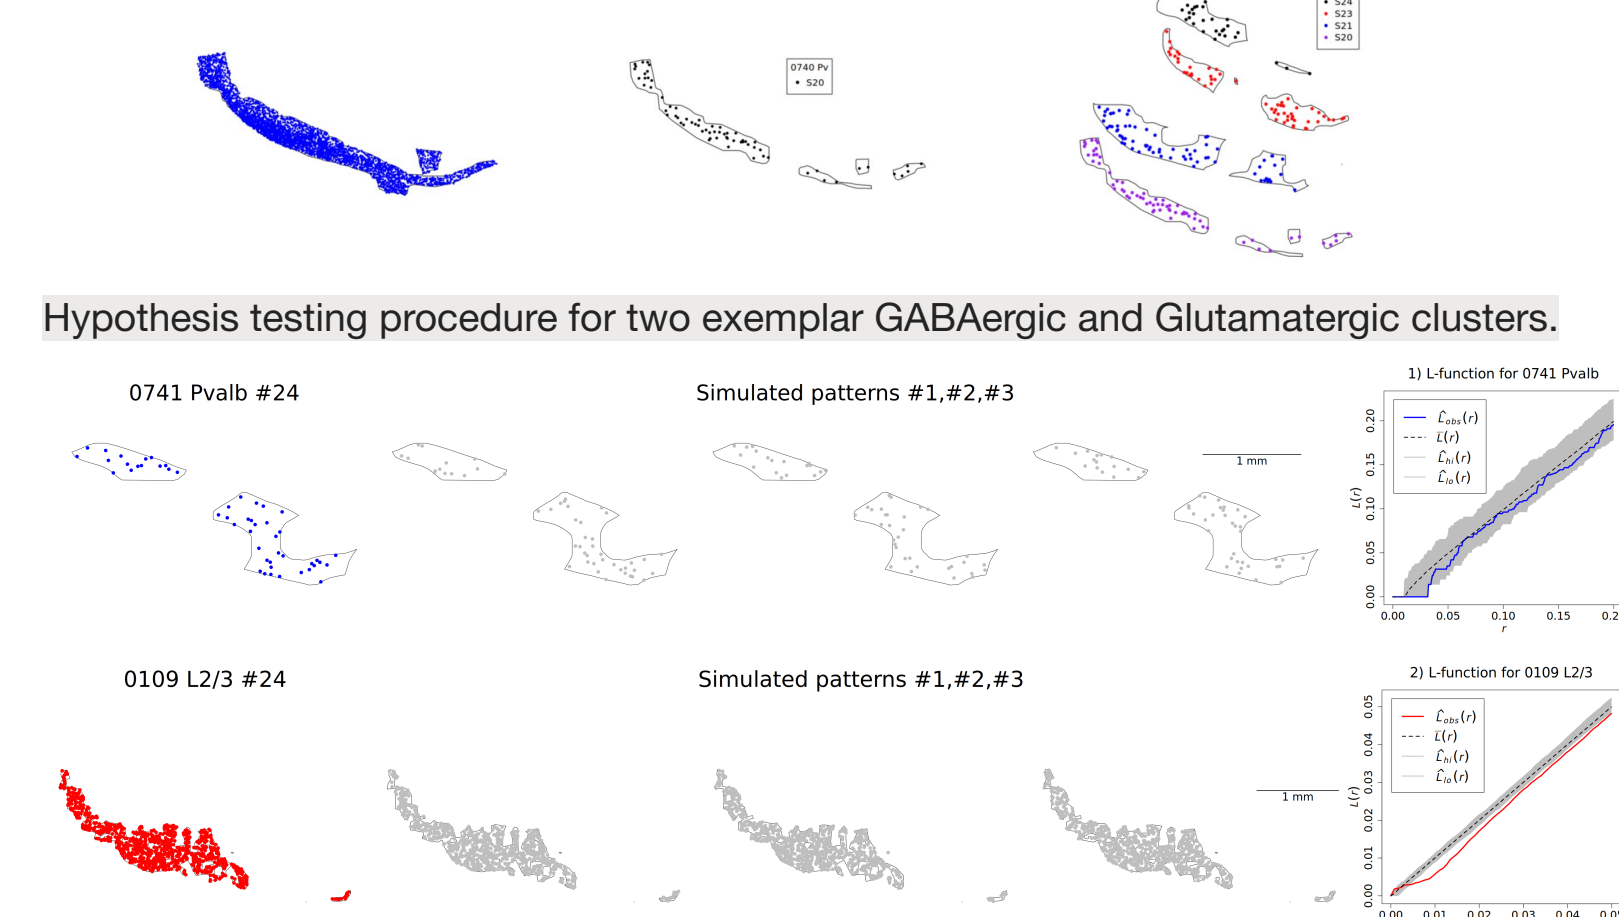 S24
S23
S21
S20
0740 Pv
S20
Hypothesis testing procedure for two exemplar GABAergic and Glutamatergic clusters.
0741 Pvalb #24
Simulated patterns #1,#2,#3
1 mm
1) L-function for 0741 Pvalb
L̂obs(r)
L̄(r)
L̂hi(r)
L̂lo(r)
L(r)
0.20
0.15
0.10
0.05
0.00
0.00 0.05 0.10 0.15
r
0109 L2/3 #24
Simulated patterns #1,#2,#3
1 mm
2) L-function for 0109 L2/3
L̂obs(r)
L̄(r)
L̂hi(r)
L̂lo(r)
L(r)
0.05
0.04
0.03
0.02
0.01
0.00
0.00 0.01 0.02 0.03 0.04